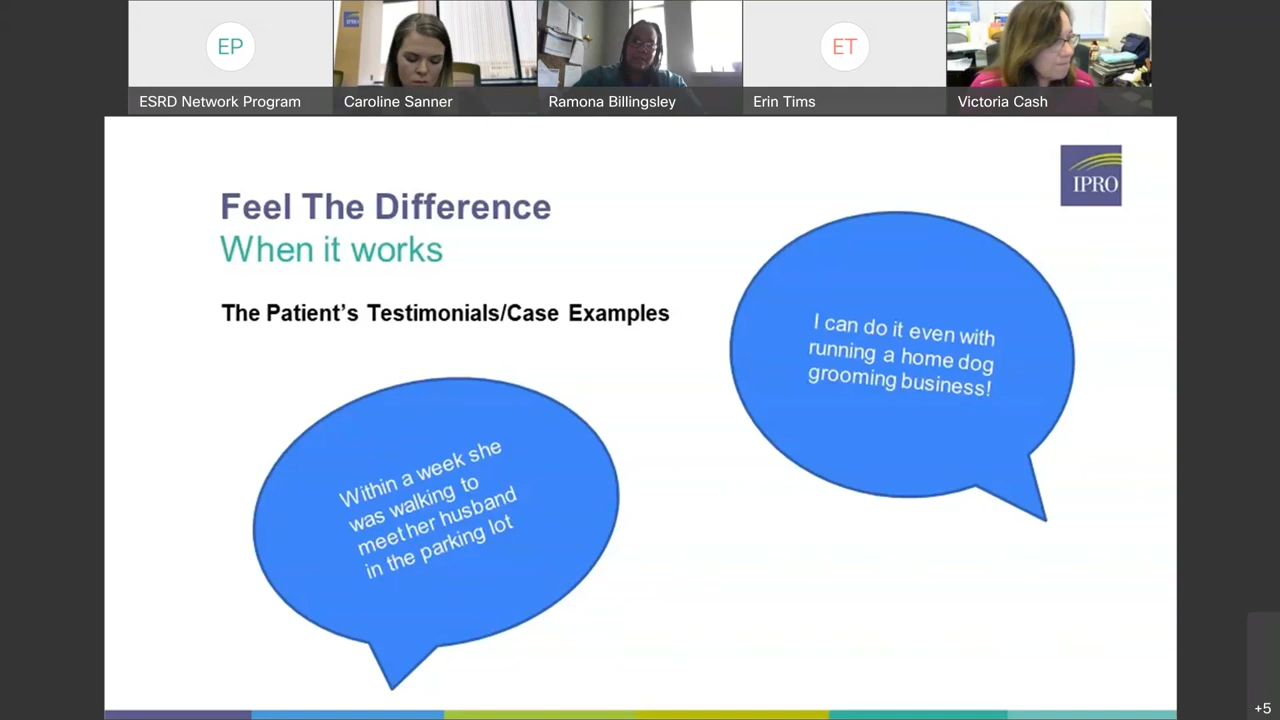 EP
IPRO
ET
ESRD Network Program
Caroline Sanner
Ramona Billingsley
Erin Tims
Victoria Cash
IPRO
Feel The Difference
When it works
The Patient's Testimonials/Case Examples
I can do it even with
running a home dog
grooming business!
Within a week she
was walking to
meet her husband
in the parking lot
+5